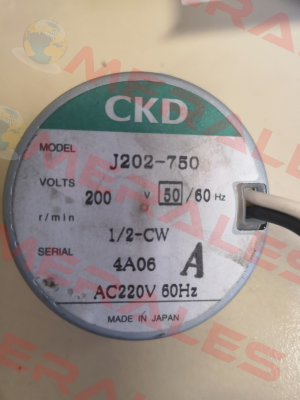 CKD
MODEL J202-750
VOLTS 200 V 50/60 Hz
r/min 1/2-CW
SERIAL 4A06 A
AC220V 60Hz
MADE IN JAPAN